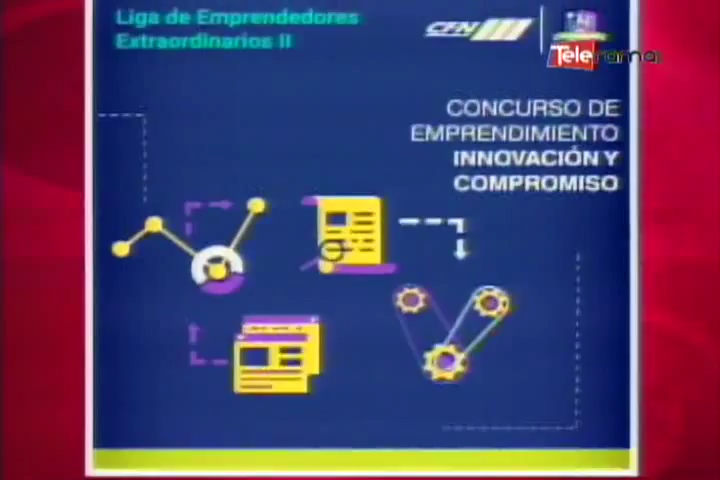 Liga de Emprendedores
Extraordinarios II
CFN
Telerama
CONCURSO DE
EMPRENDIMIENTO
INNOVACIÓN Y
COMPROMISO